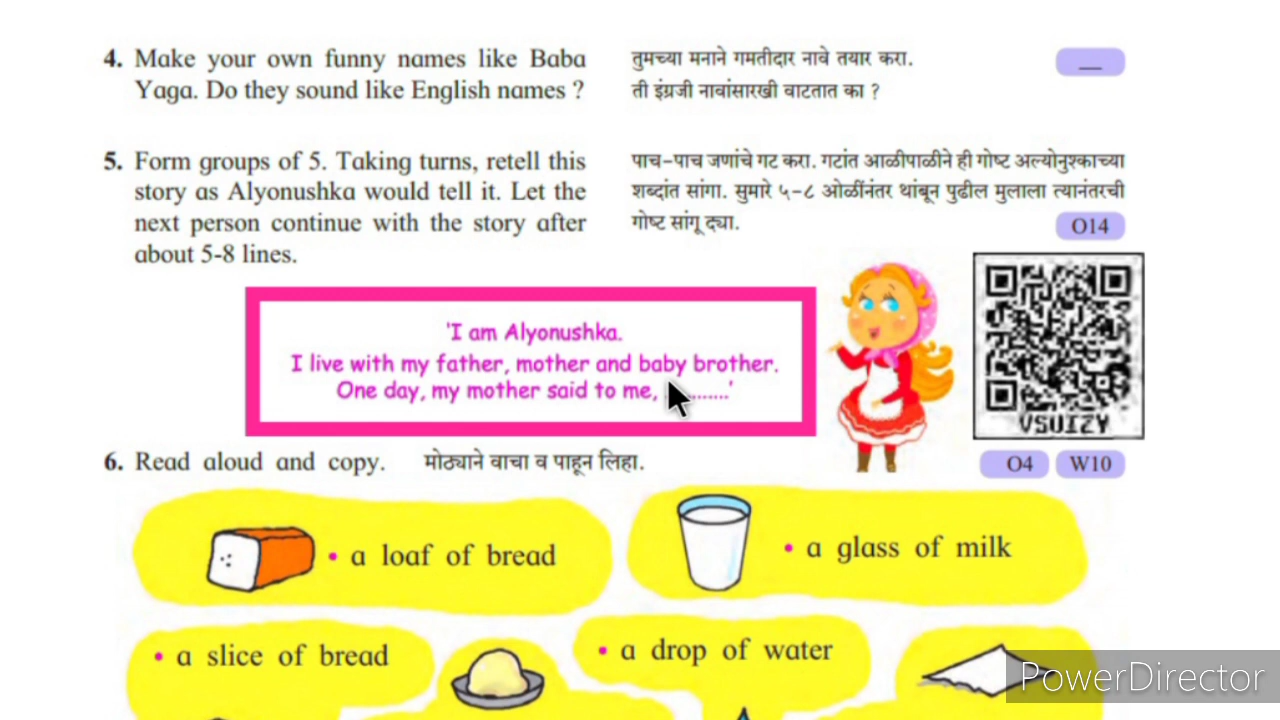 4. Make your own funny names like Baba
Yaga. Do they sound like English names ?
तुमच्या मनाने गमतीदार नावे तयार करा.
ती इंग्रजी नावांसारखी वाटतात का ?
5. Form groups of 5. Taking turns, retell this
story as Alyonushka would tell it. Let the
next person continue with the story after
about 5-8 lines.
पाच-पाच जणांचे गट करा. गटांत आळीपाळीने ही गोष्ट अल्योनुश्काच्या
शब्दांत सांगा. सुमारे ५-८ ओळींनंतर थांबून पुढील मुलाला त्यानंतरची
गोष्ट सांगू द्या.
O14
'I am Alyonushka.
I live with my father, mother and baby brother.
One day, my mother said to me, ..........'
VSUIZY
6. Read aloud and copy. मोठ्याने वाचा व पाहून लिहा.
O4 W10
• a loaf of bread
• a glass of milk
• a slice of bread
• a drop of water
PowerDirector